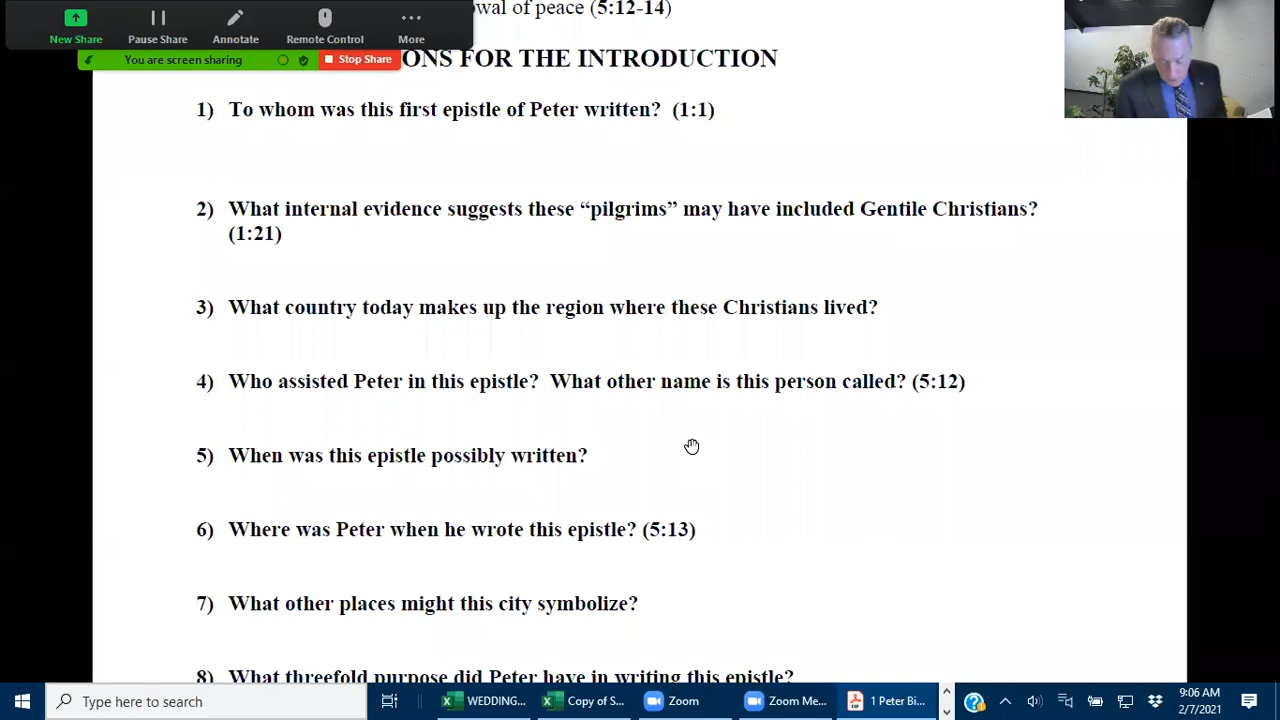 New Share
Pause Share
Annotate
Remote Control
More
You are screen sharing
Stop Share
of peace (5:12-14)
FOR THE INTRODUCTION
1) To whom was this first epistle of Peter written? (1:1)
2) What internal evidence suggests these “pilgrims” may have included Gentile Christians?
(1:21)
3) What country today makes up the region where these Christians lived?
4) Who assisted Peter in this epistle? What other name is this person called? (5:12)
5) When was this epistle possibly written?
6) Where was Peter when he wrote this epistle? (5:13)
7) What other places might this city symbolize?
8) What threefold purpose did Peter have in writing this epistle?
Type here to search
WEDDING...
Copy of S...
Zoom
Zoom Me...
1 Peter Bi...
9:06 AM
2/7/2021